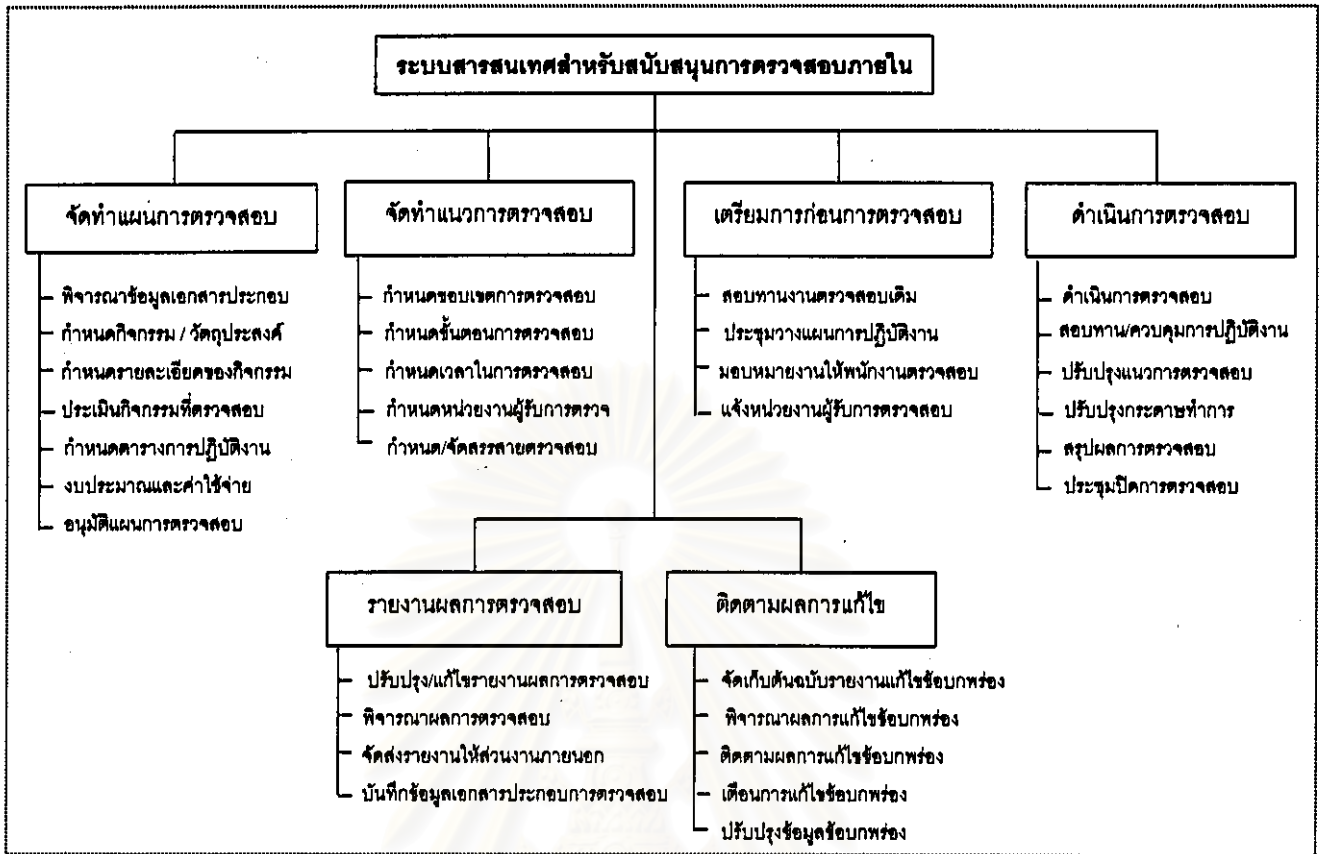 ระบบสารสนเทศสำหรับสนับสนุนการตรวจสอบภายใน
จัดทำแผนการตรวจสอบ
พิจารณาข้อมูลเอกสารประกอบ
กำหนดกิจกรรม / วัตถุประสงค์
กำหนดรายละเอียดของกิจกรรม
ประเมินกิจกรรมที่ตรวจสอบ
กำหนดตารางการปฏิบัติงาน
งบประมาณและค่าใช้จ่าย
อนุมัติแผนการตรวจสอบ
จัดทำแนวการตรวจสอบ
กำหนดขอบเขตการตรวจสอบ
กำหนดขั้นตอนการตรวจสอบ
กำหนดเวลาในการตรวจสอบ
กำหนดหน่วยงานผู้รับการตรวจ
กำหนด/จัดสรรสายตรวจสอบ
เตรียมการก่อนการตรวจสอบ
สอบทานงานตรวจสอบเดิม
ประชุมวางแผนการปฏิบัติงาน
มอบหมายงานให้พนักงานตรวจสอบ
แจ้งหน่วยงานผู้รับการตรวจสอบ
ดำเนินการตรวจสอบ
ดำเนินการตรวจสอบ
สอบทาน/ควบคุมการปฏิบัติงาน
ปรับปรุงแนวการตรวจสอบ
ปรับปรุงกระดาษทำการ
สรุปผลการตรวจสอบ
ประชุมปิดการตรวจสอบ
รายงานผลการตรวจสอบ
ปรับปรุง/แก้ไขรายงานผลการตรวจสอบ
พิจารณาผลการตรวจสอบ
จัดส่งรายงานให้ส่วนงานภายนอก
บันทึกข้อมูลเอกสารประกอบการตรวจสอบ
ติดตามผลการแก้ไข
จัดเก็บต้นฉบับรายงานแก้ไขข้อบกพร่อง
พิจารณาผลการแก้ไขข้อบกพร่อง
ติดตามผลการแก้ไขข้อบกพร่อง
เตือนการแก้ไขข้อบกพร่อง
ปรับปรุงข้อมูลข้อบกพร่อง